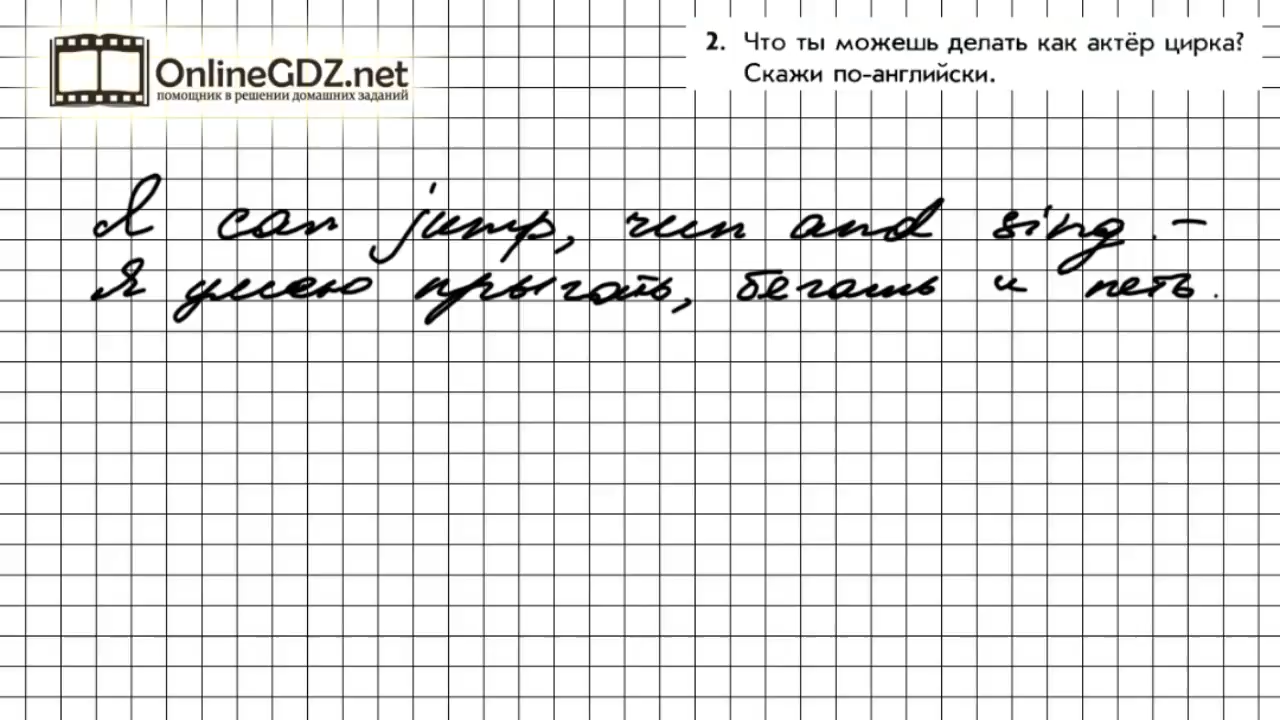 OnlineGDZ.net
помощник в решении домашних заданий
2. Что ты можешь делать как актёр цирка?
Скажи по-английски.
I can jump, run and sing. –
Я умею прыгать, бегать и петь.